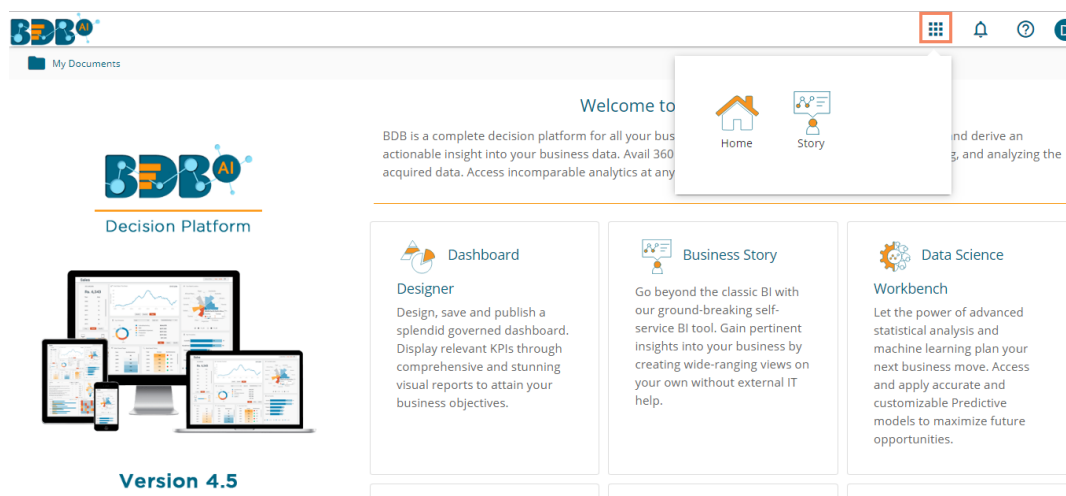 BDB AI
My Documents
Home
Story
Welcome to
BDB is a complete decision platform for all your bus
nd derive an
actionable insight into your business data. Avail 360
g, and analyzing the
acquired data. Access incomparable analytics at any
BDB AI
Decision Platform
Version 4.5
Dashboard
Designer
Design, save and publish a
splendid governed dashboard.
Display relevant KPIs through
comprehensive and stunning
visual reports to attain your
business objectives.
Business Story
Go beyond the classic BI with
our ground-breaking self-
service BI tool. Gain pertinent
insights into your business by
creating wide-ranging views on
your own without external IT
help.
Data Science
Workbench
Let the power of advanced
statistical analysis and
machine learning plan your
next business move. Access
and apply accurate and
customizable Predictive
models to maximize future
opportunities.